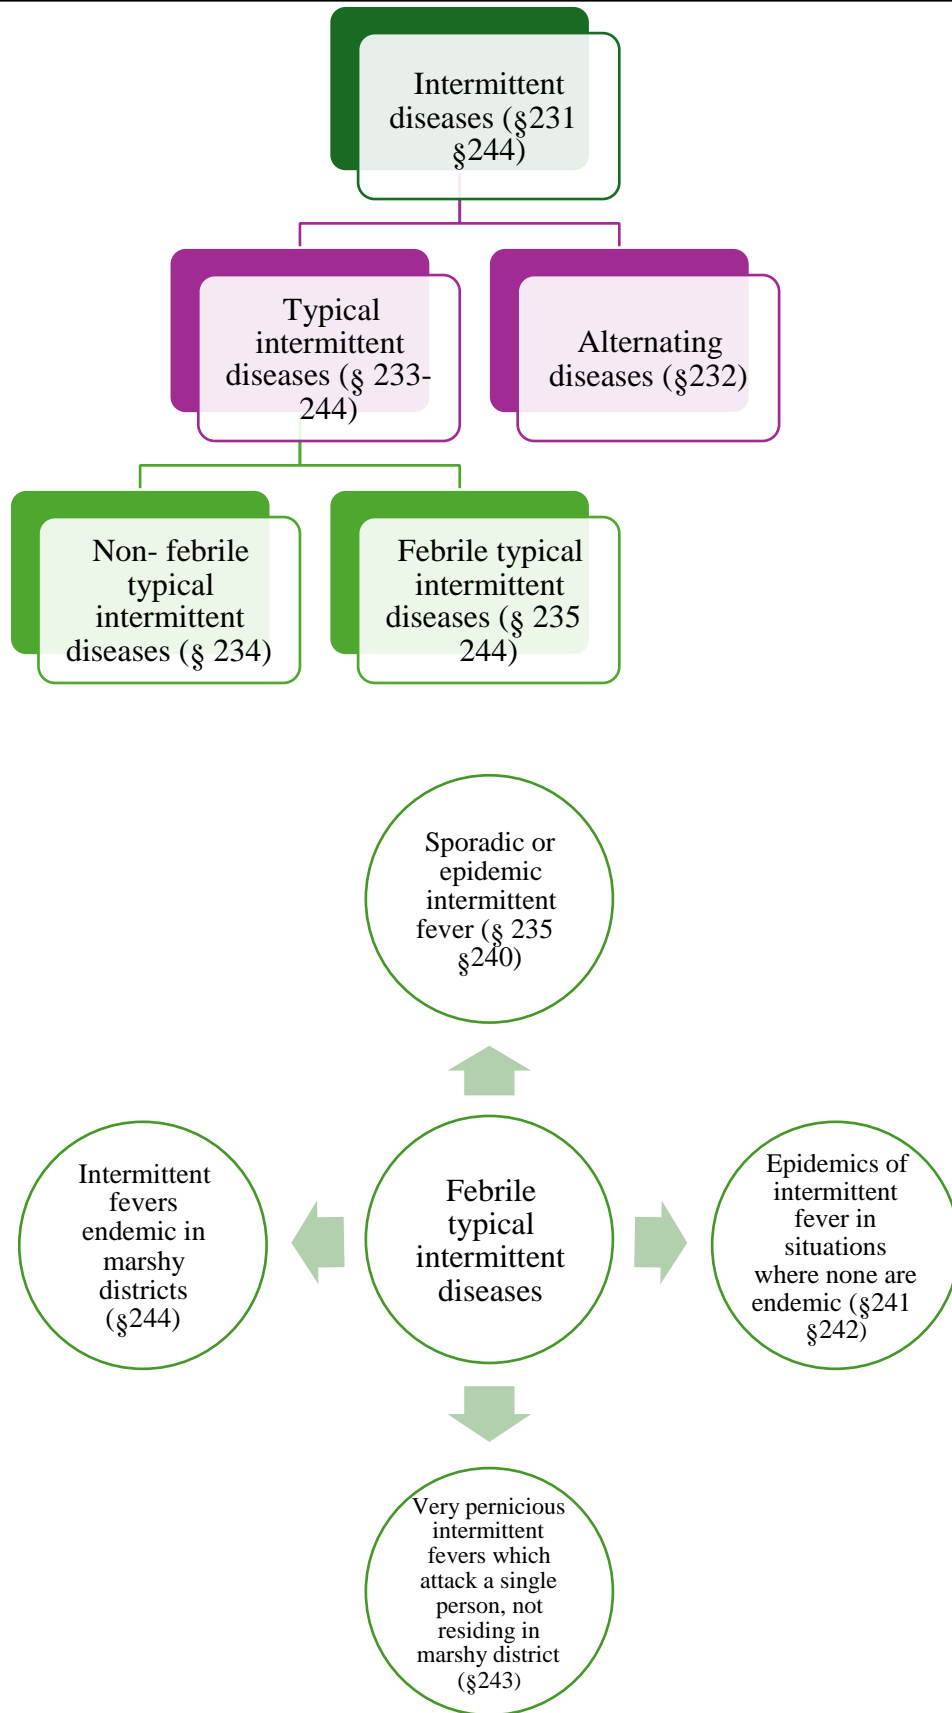 Intermittent
diseases (§231
§244)
Typical
intermittent
diseases (§ 233-
244)
Alternating
diseases (§232)
Non- febrile
typical
intermittent
diseases (§ 234)
Febrile typical
intermittent
diseases (§ 235
244)
Sporadic or
epidemic
intermittent
fever (§ 235
§240)
Intermittent
fevers
endemic in
marshy
districts
(§244)
Febrile
typical
intermittent
diseases
Epidemics of
intermittent
fever in
situations
where none are
endemic (§241
§242)
Very pernicious
intermittent
fevers which
attack a single
person, not
residing in
marshy district
(§243)